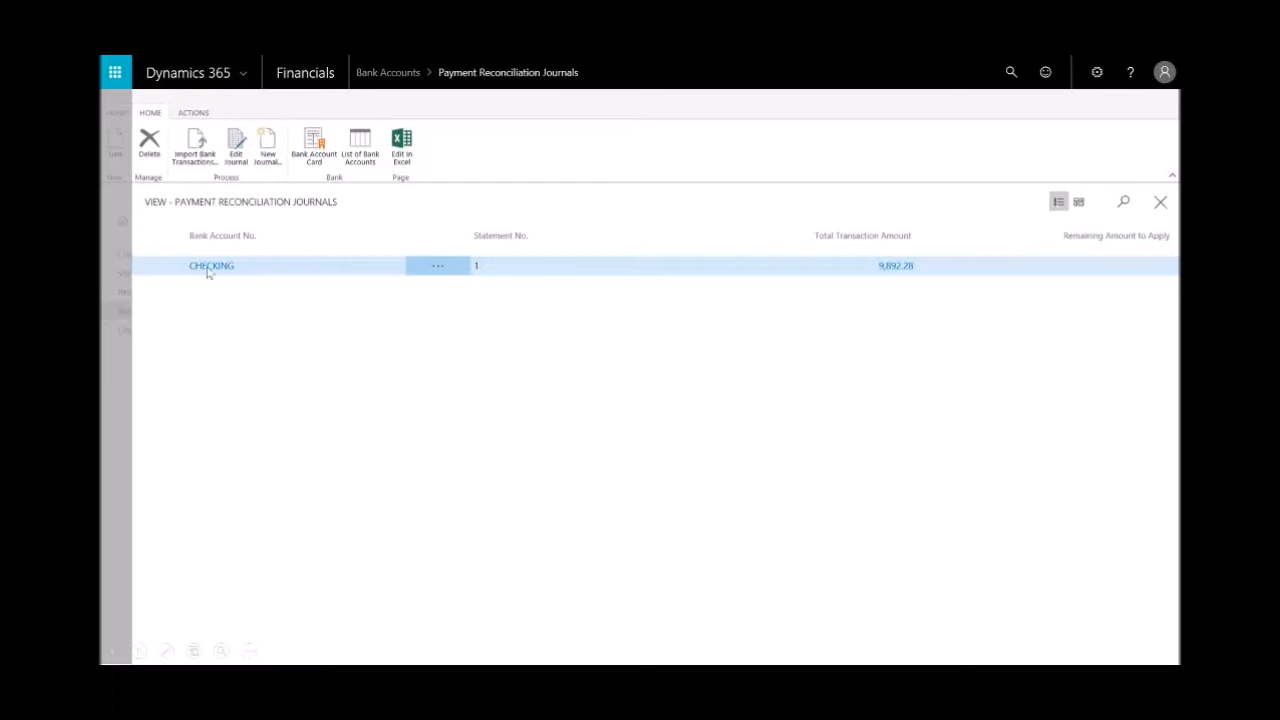 Dynamics 365 Financials Bank Accounts > Payment Reconciliation Journals ?
HOME ACTIONS
Delete Import Bank Transactions... Edit Journal New Journal... Bank Account Card List of Bank Accounts Edit in Excel
Manage Process Bank Page
VIEW - PAYMENT RECONCILIATION JOURNALS
Bank Account No. Statement No. Total Transaction Amount Remaining Amount to Apply
CHECKING ... 1 9,892.28